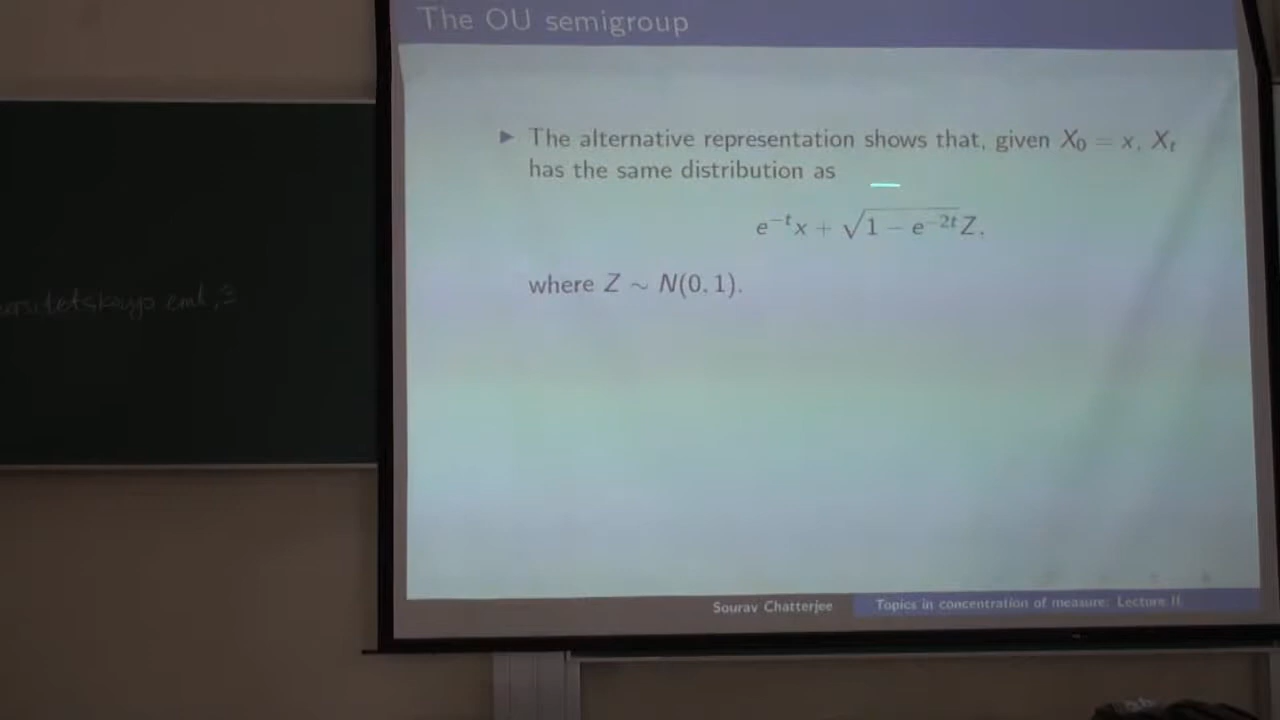 The OU semigroup
▶ The alternative representation shows that, given X₀ = x, Xₜ
has the same distribution as
e⁻ᵗx + √(1 − e⁻²ᵗ)Z,
where Z ∼ N(0, 1).
Sourav Chatterjee
Topics in concentration of measure: Lecture II